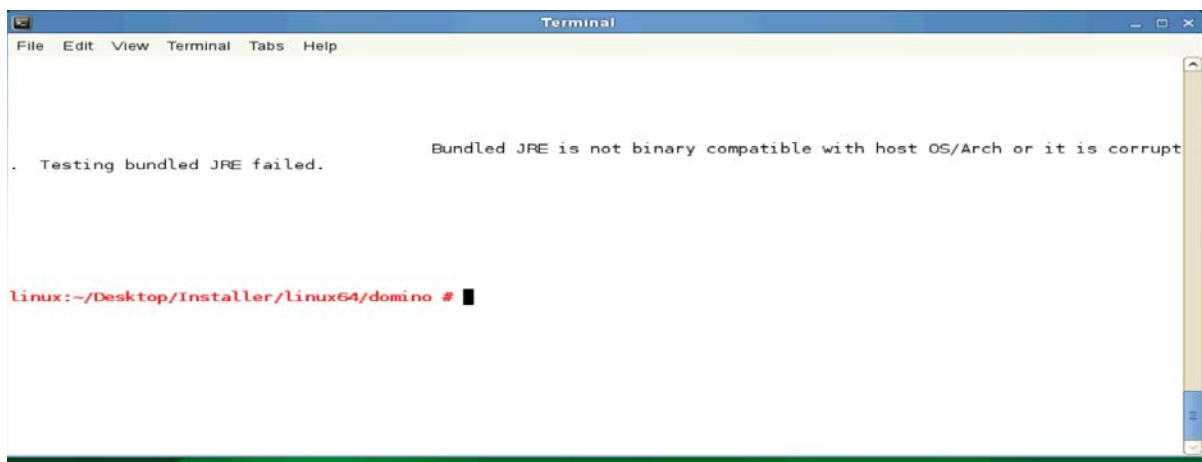 Terminal
File Edit View Terminal Tabs Help
Bundled JRE is not binary compatible with host OS/Arch or it is corrupt
. Testing bundled JRE failed.
linux:~/Desktop/Installer/linux64/domino #